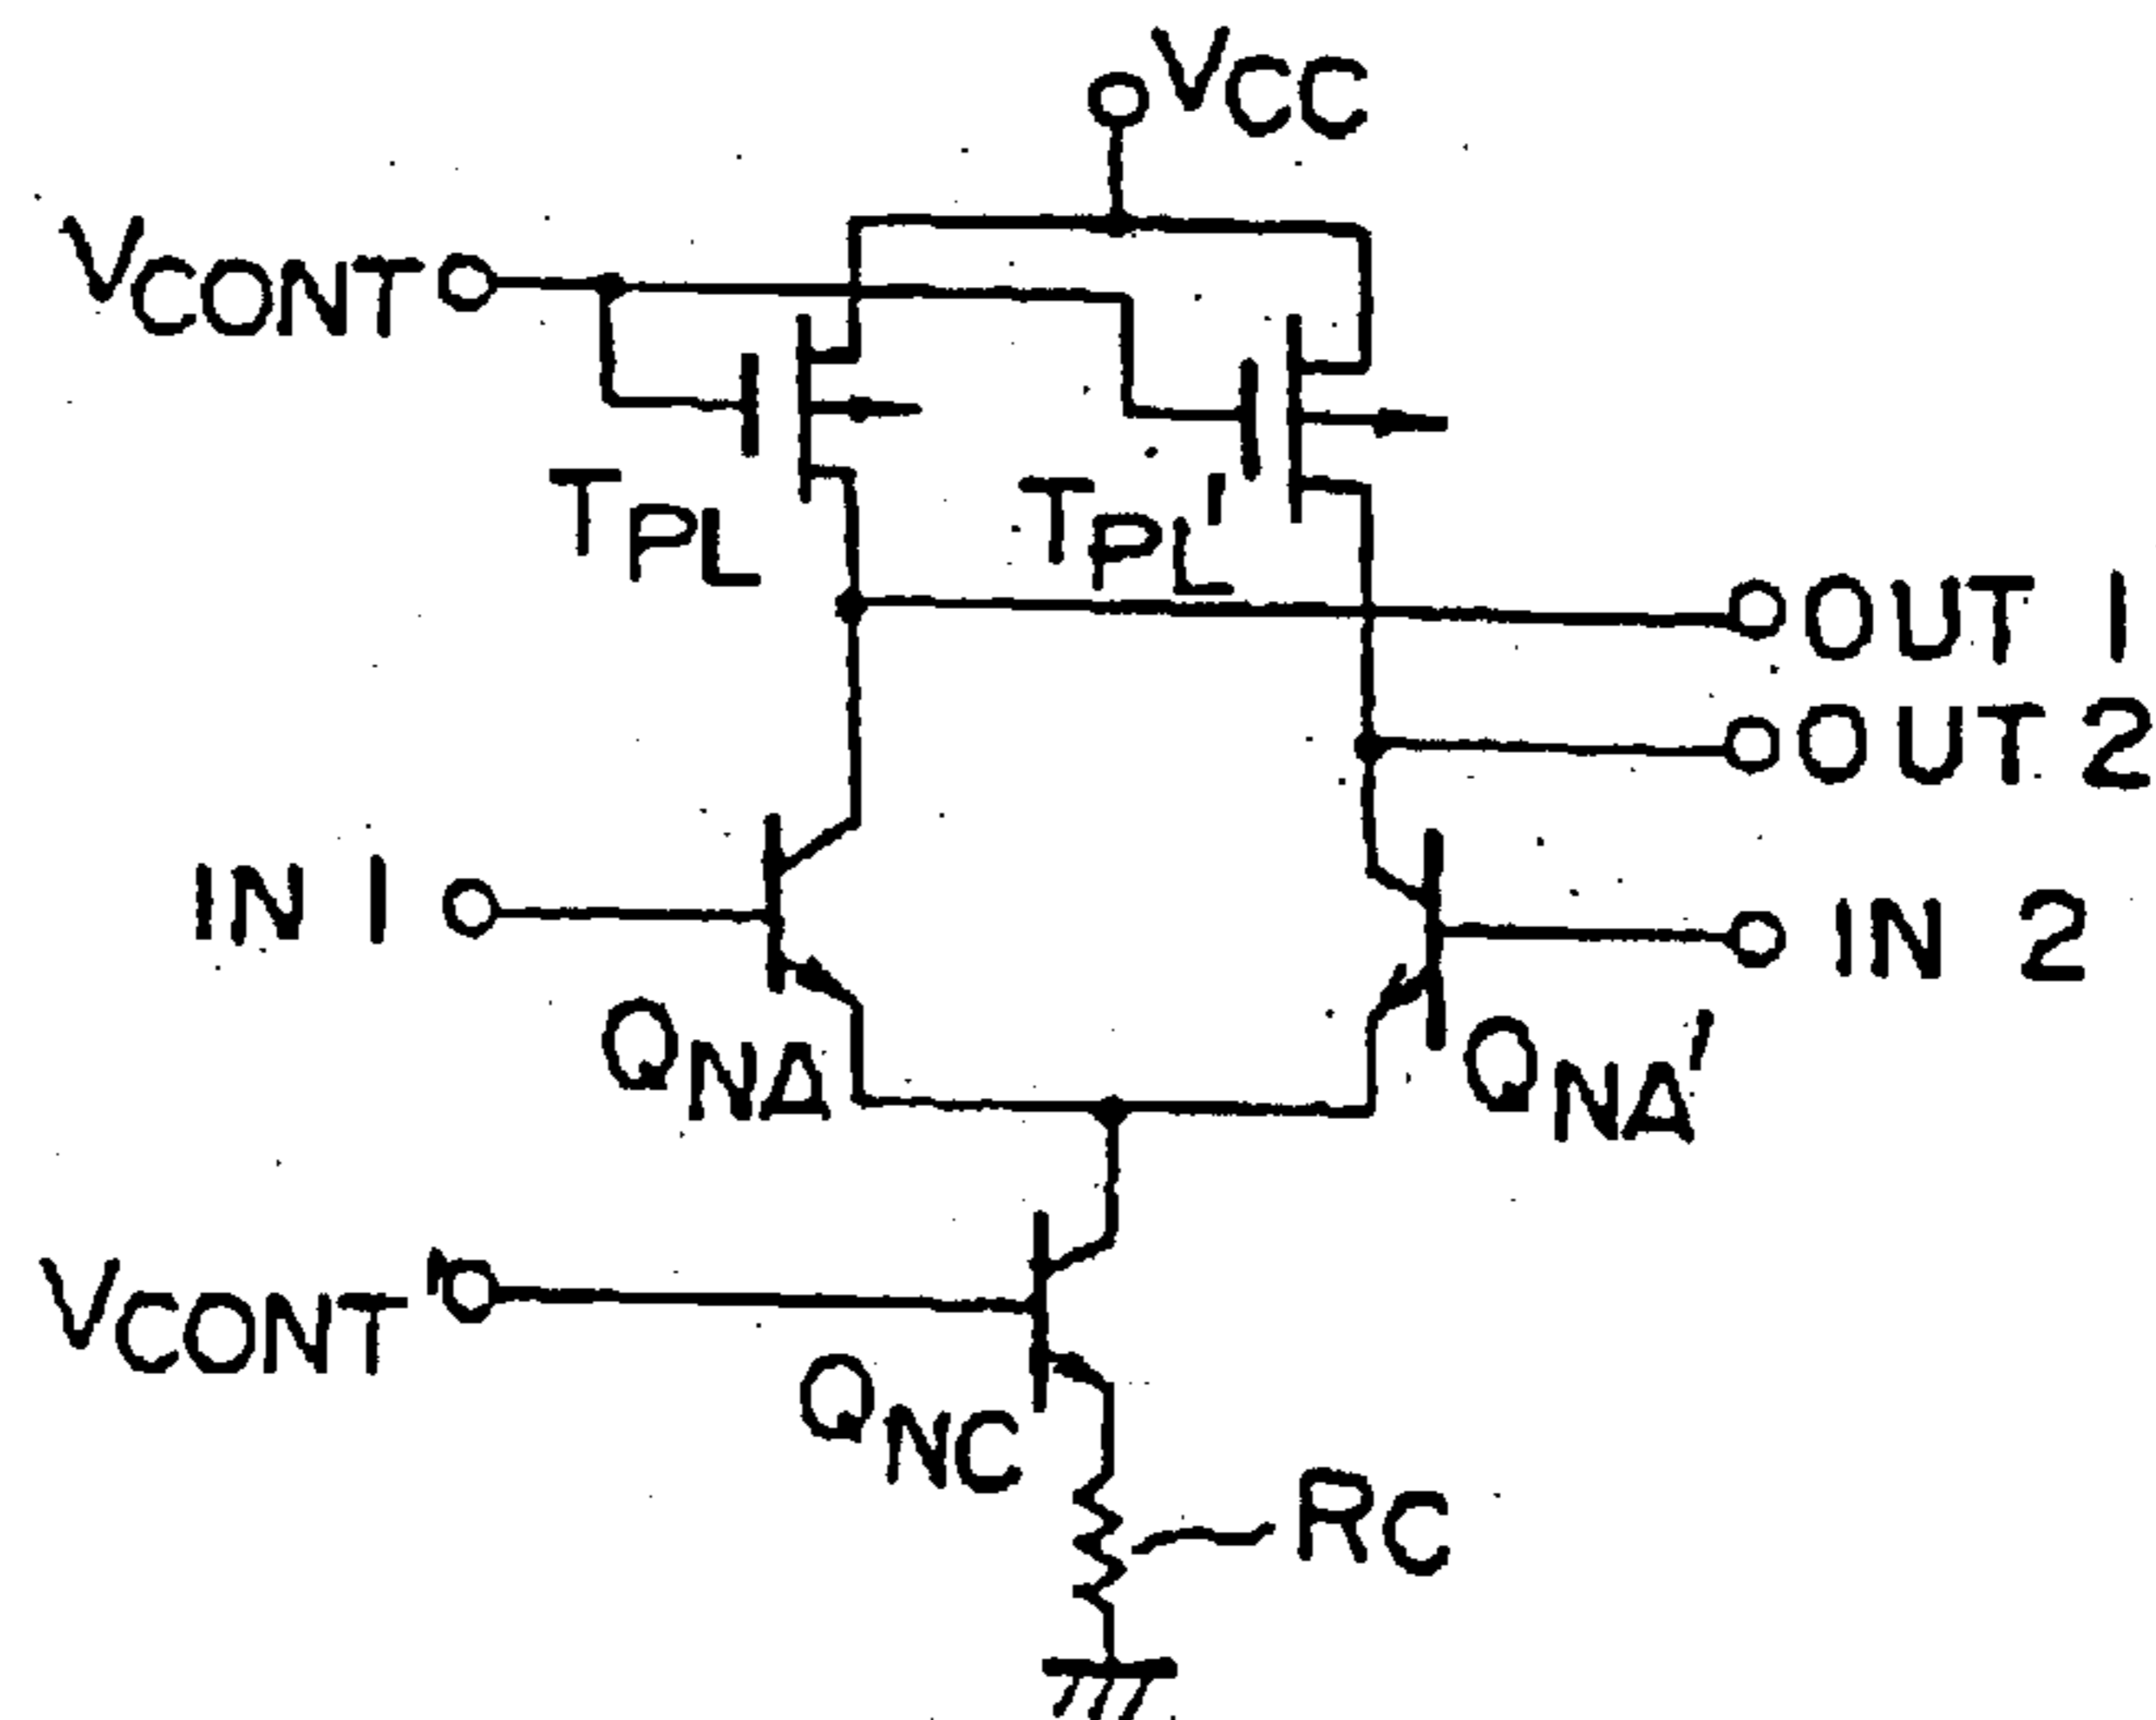 VCC
VCONT
TPL
TPL'
OUT 1
OUT 2
IN 1
IN 2
QNA
QNA'
VCONT'
QNC
RC